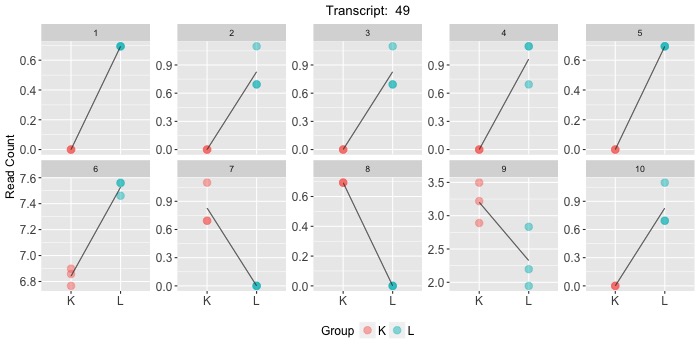 Transcript: 49
1 2 3 4 5
0.6 0.9 0.9 0.9 0.6
0.4 0.6 0.6 0.6 0.4
0.2 0.3 0.3 0.3 0.2
0.0 0.0 0.0 0.0 0.0
Read Count
6 7 8 9 10
7.6 0.9 0.6 3.5 0.9
7.4 0.6 0.4 3.0 0.6
7.2 0.3 0.2 2.5 0.3
7.0 0.0 0.0 2.0 0.0
6.8
K L K L K L K L K L
Group K L